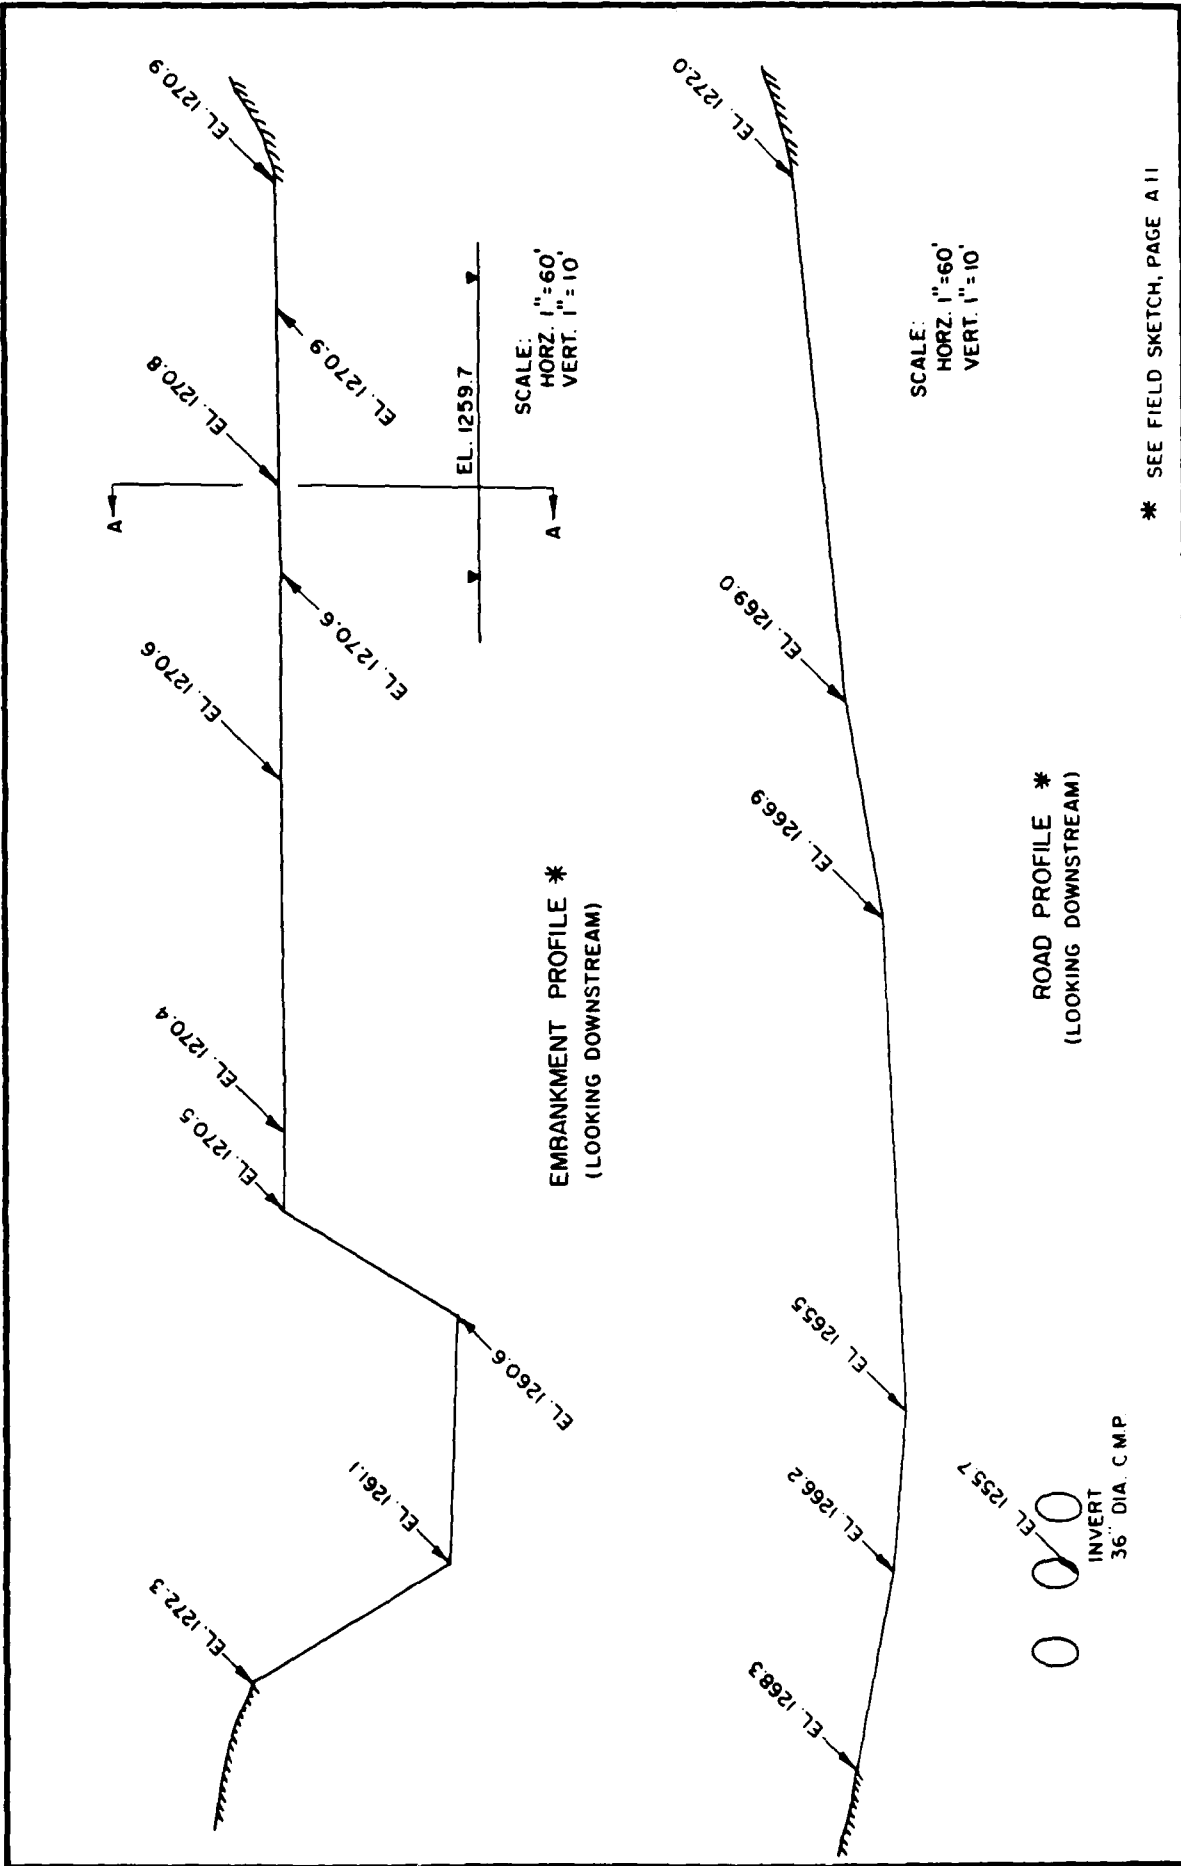 EL. 1272.3
EL. 1261.1
EL. 1260.6
EL. 1270.5
EL. 1270.4
EL. 1270.6
EL. 1270.6
EL. 1270.8
EL. 1270.9
EL. 1270.9
A
A
EL. 1259.7
SCALE:
HORZ. 1"=60'
VERT. 1"=10'
EMBANKMENT PROFILE *
(LOOKING DOWNSTREAM)
EL. 1268.3
EL. 1266.2
EL. 1265.5
EL. 1266.9
EL. 1269.0
EL. 1272.0
EL 1255.7
INVERT
36" DIA. C.M.P.
SCALE:
HORZ. 1"=60'
VERT. 1"=10'
ROAD PROFILE *
(LOOKING DOWNSTREAM)
* SEE FIELD SKETCH, PAGE A11